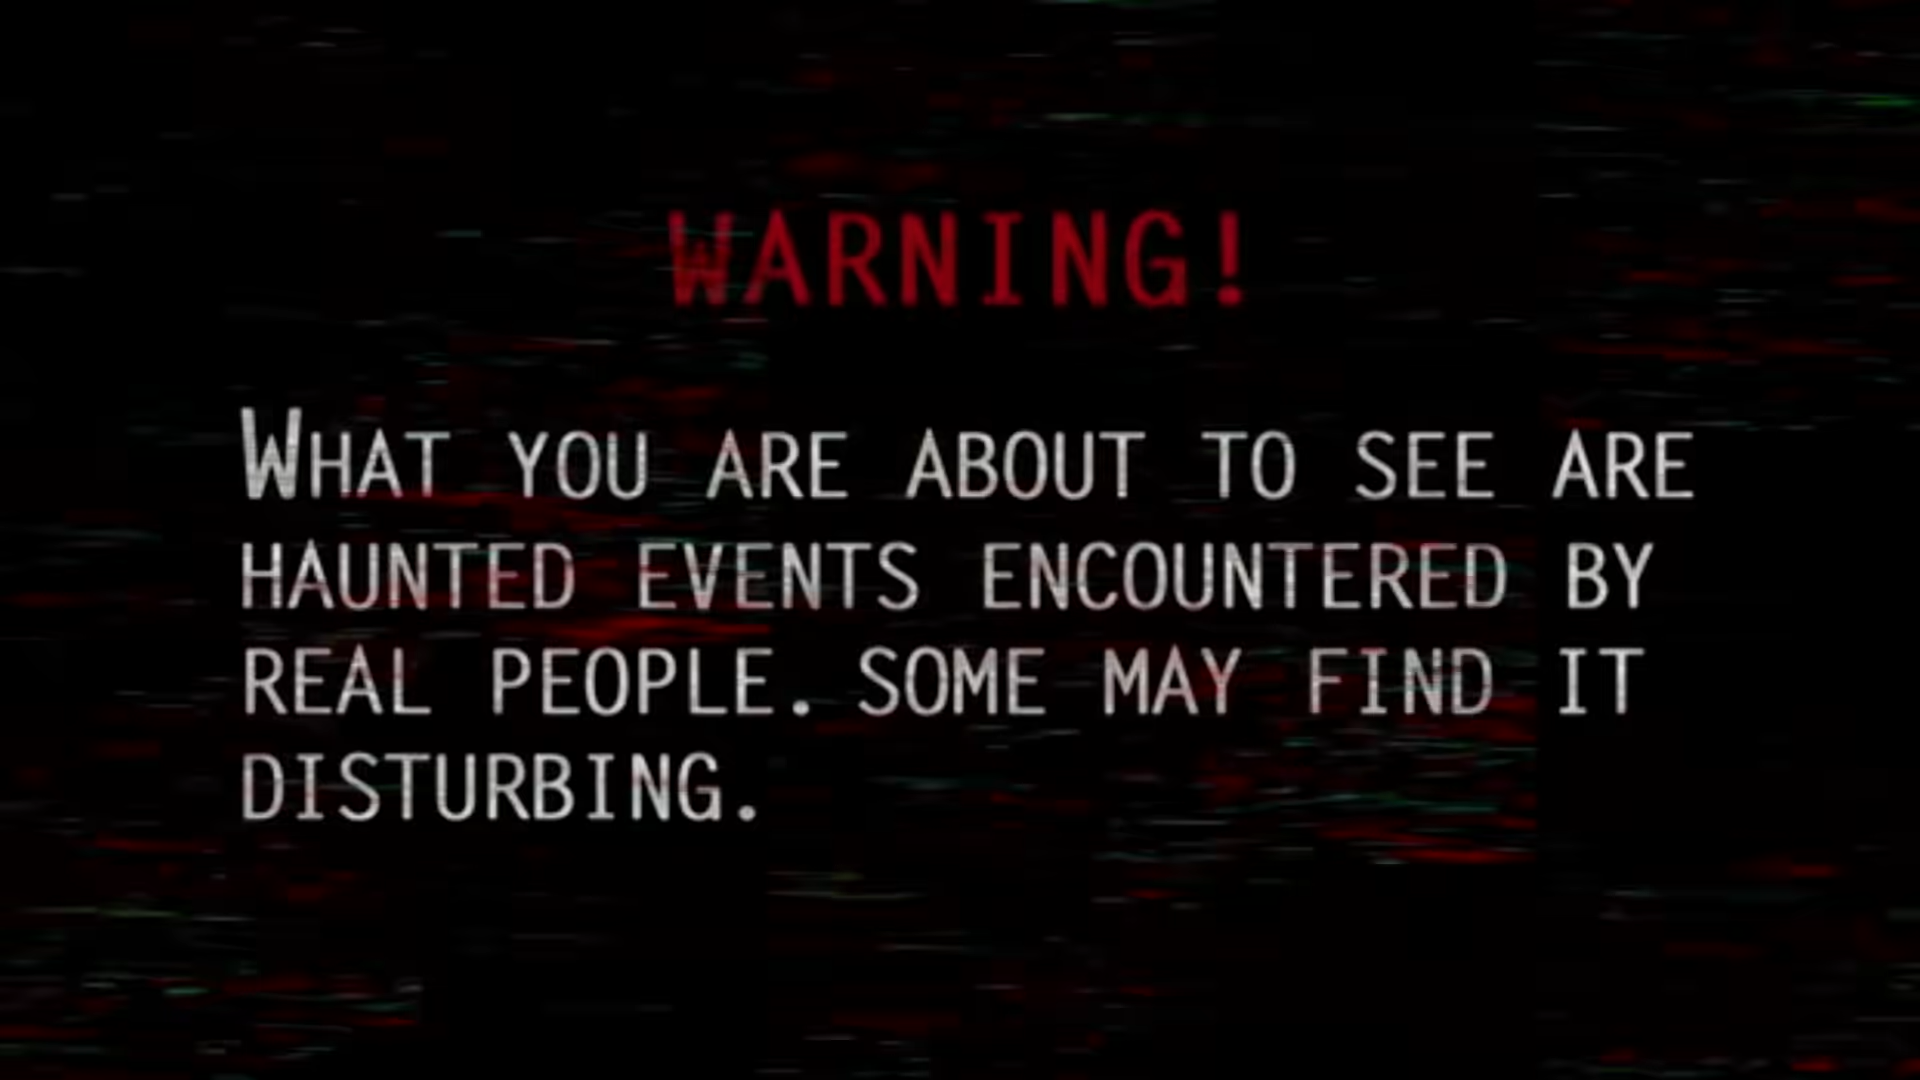 WARNING!
WHAT YOU ARE ABOUT TO SEE ARE
HAUNTED EVENTS ENCOUNTERED BY
REAL PEOPLE. SOME MAY FIND IT
DISTURBING.